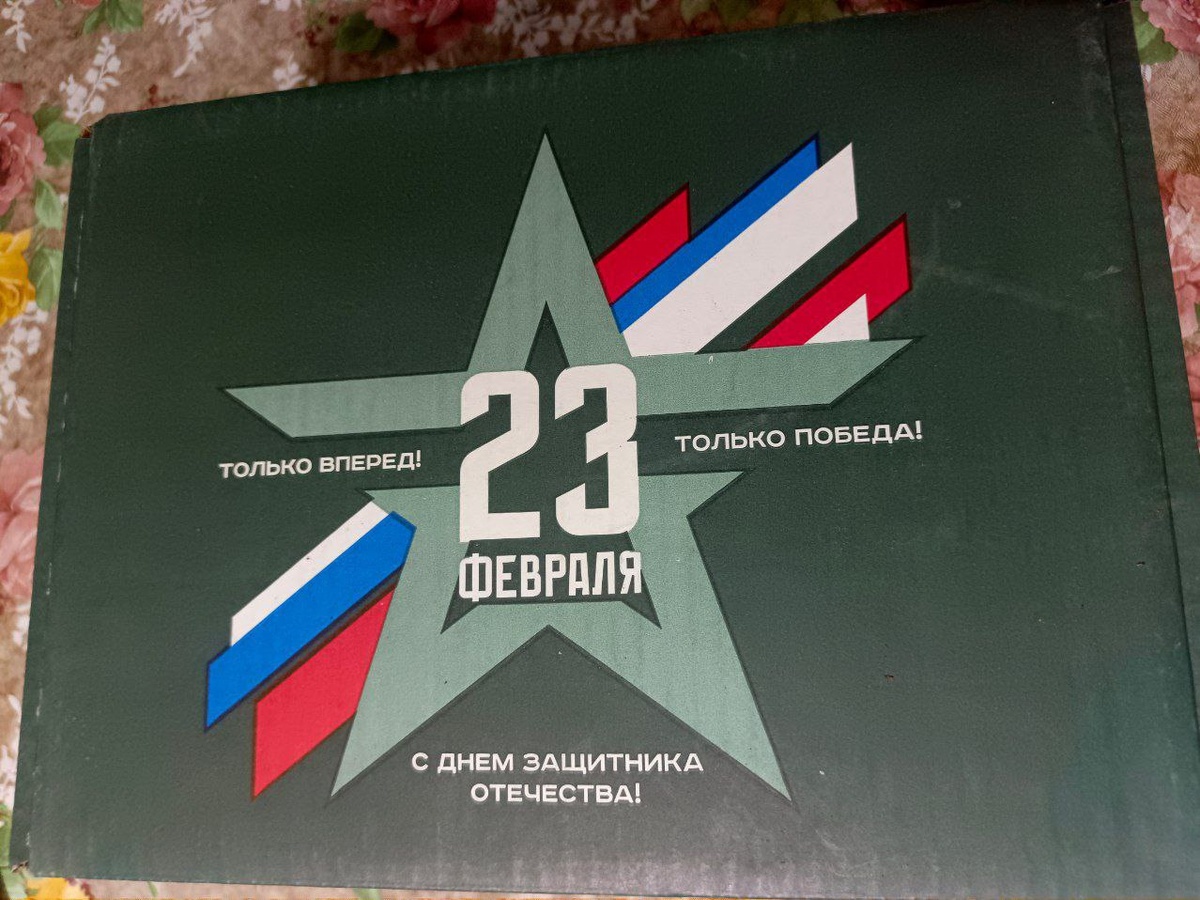 23
ФЕВРАЛЯ
ТОЛЬКО ВПЕРЕД!
ТОЛЬКО ПОБЕДА!
С ДНЕМ ЗАЩИТНИКА
ОТЕЧЕСТВА!